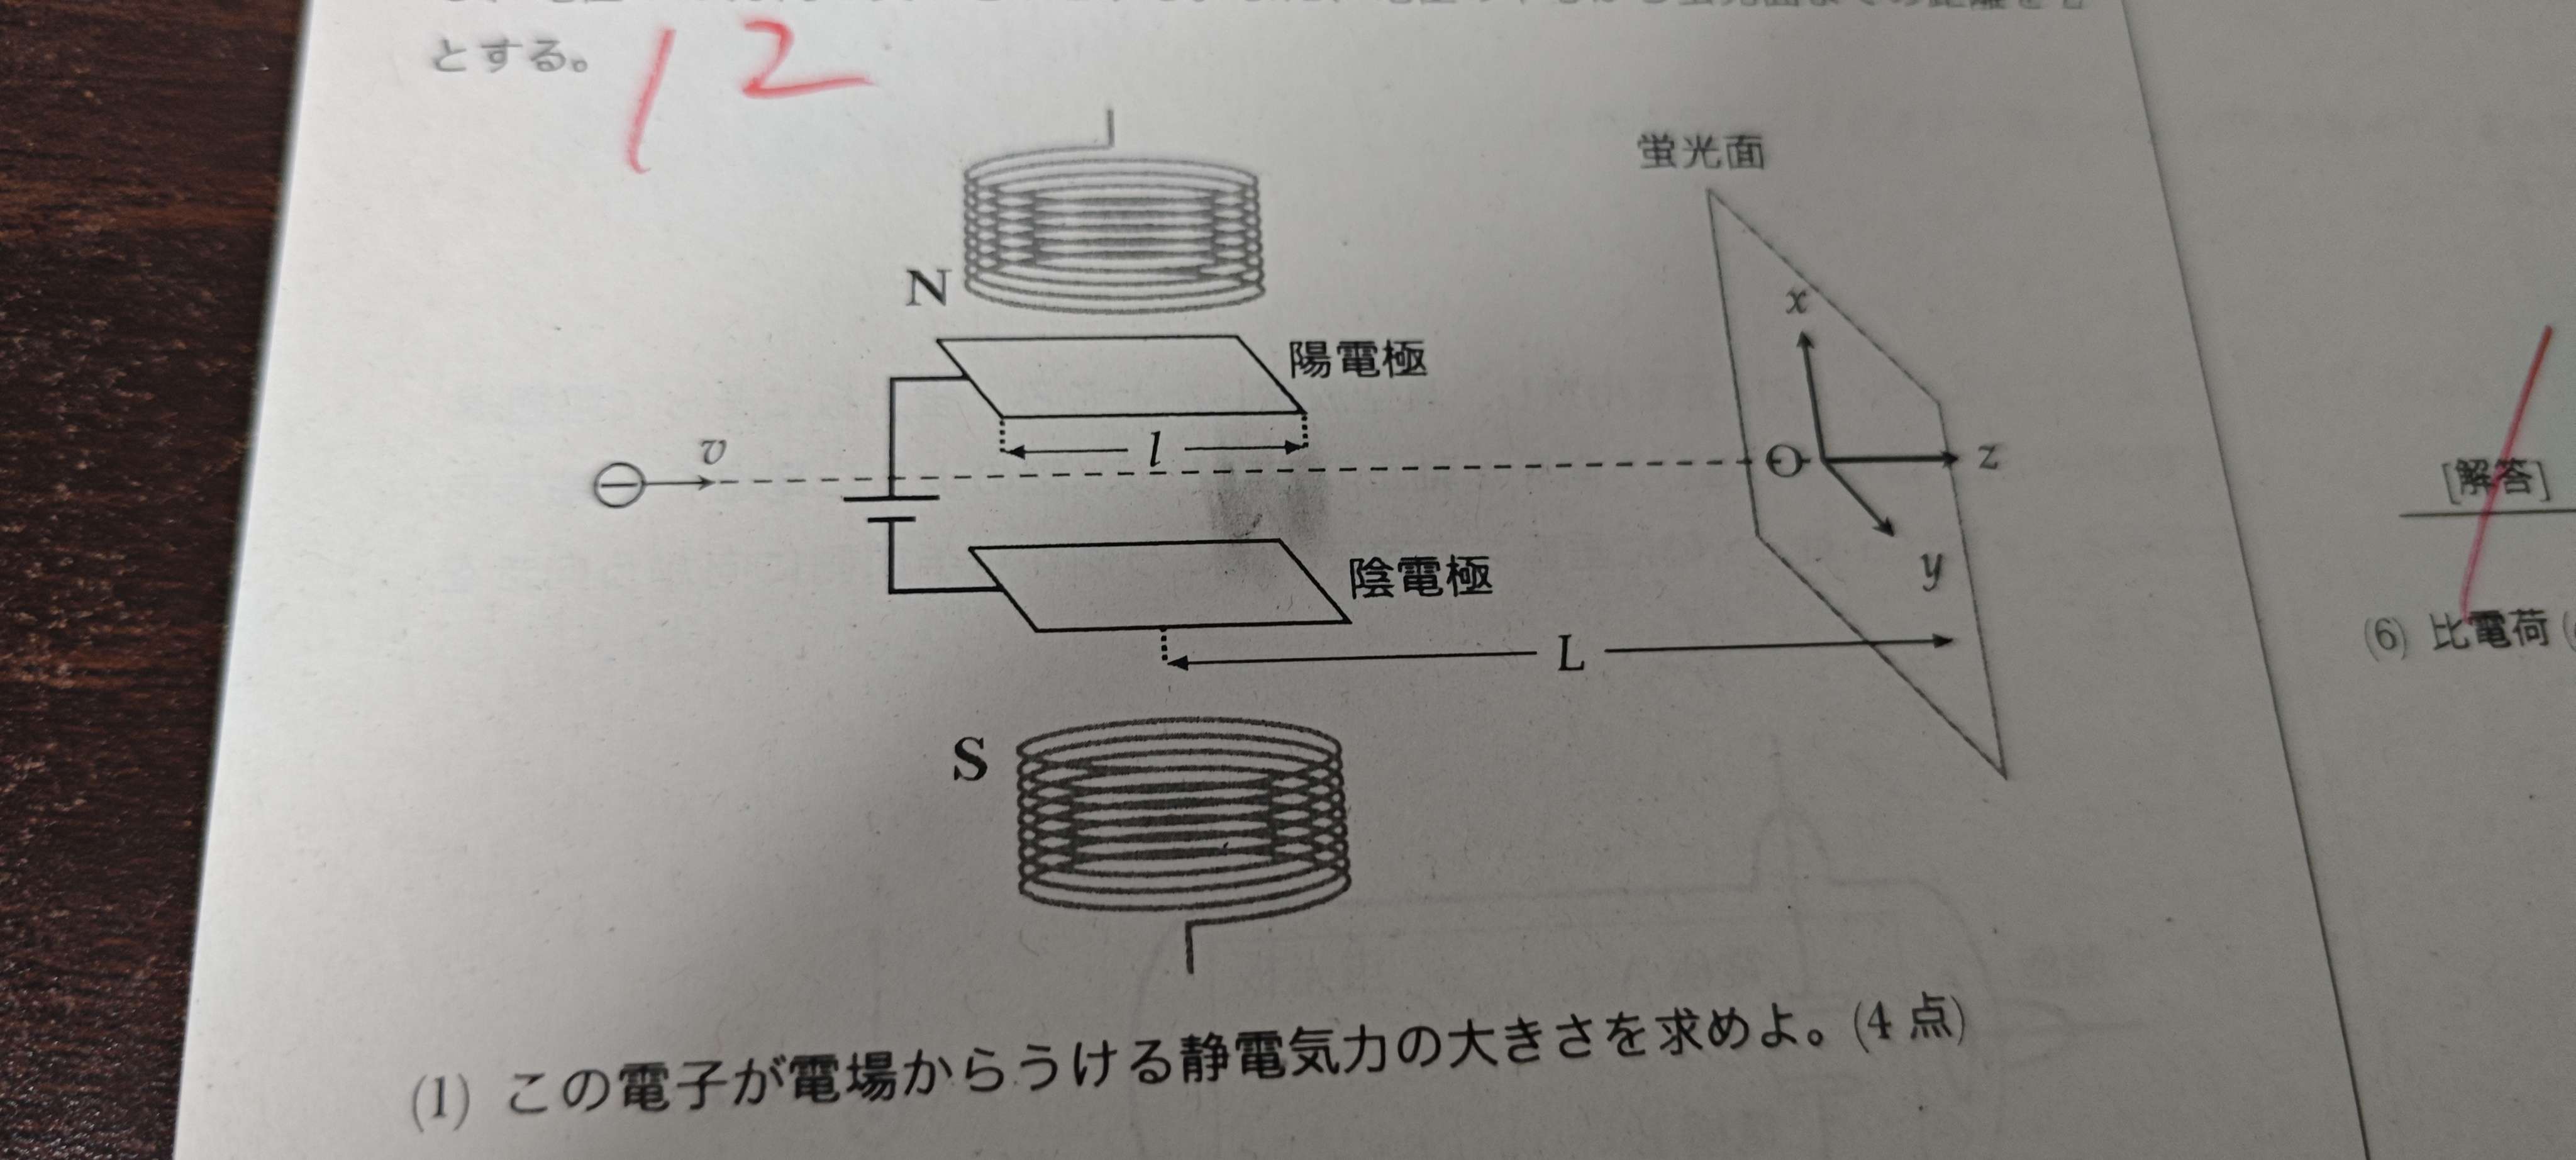 とする。
12
蛍光面
N
陽電極
x
l
v
O
z
y
陰電極
L
S
(1) この電子が電場からうける静電気力の大きさを求めよ。(4 点)
[解答]
(6) 比電荷